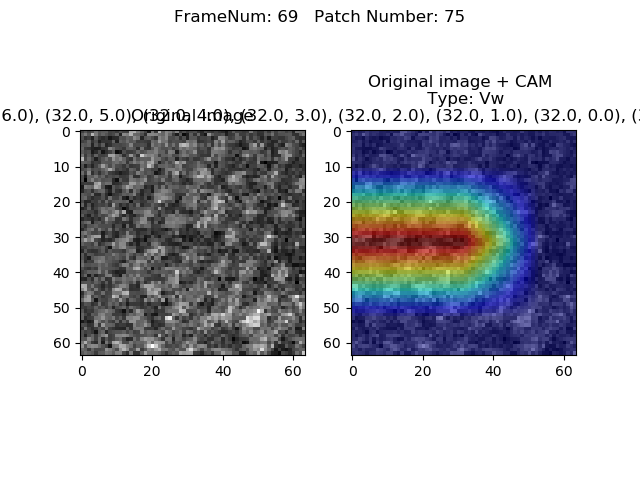 FrameNum: 69   Patch Number: 75
Original image + CAM
Type: Vw
6.0), (32.0, 5.0), (32.0, 4.0), (32.0, 3.0), (32.0, 2.0), (32.0, 1.0), (32.0, 0.0), (3
Original image
0
10
20
30
40
50
60
0 20 40 60
0
10
20
30
40
50
60
0 20 40 60